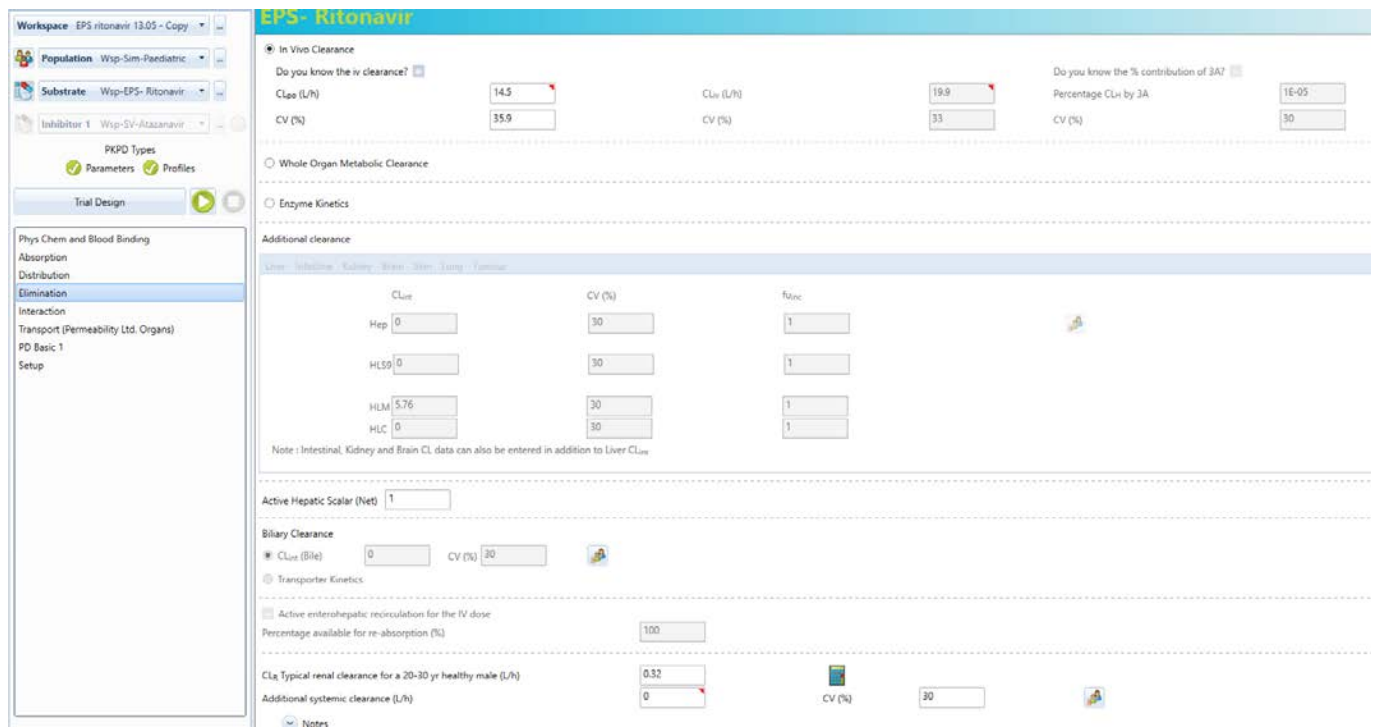 EPS- Ritonavir
Workspace EPS ritonavir 13.05 - Copy ...
Population Wsp-Sim-Paediatric ...
Substrate Wsp-EPS- Ritonavir ...
Inhibitor 1 Wsp-SV-Atazanavir ...
PKPD Types
Parameters Profiles
Trial Design
Phys Chem and Blood Binding
Absorption
Distribution
Elimination
Interaction
Transport (Permeability Ltd. Organs)
PD Basic 1
Setup
In Vivo Clearance
Do you know the iv clearance? Do you know the % contribution of 3A?
CLpo (L/h) 14.5 CLiv (L/h) 19.9 Percentage CLH by 3A 1E-05
CV (%) 35.9 CV (%) 33 CV (%) 30
Whole Organ Metabolic Clearance
Enzyme Kinetics
Additional clearance
Liver Intestine Kidney Brain Skin Lung Tumour
CLint CV (%) fuinc
Hep 0 30 1
HLS9 0 30 1
HLM 5.76 30 1
HLC 0 30 1
Note : Intestinal, Kidney and Brain CL data can also be entered in addition to Liver CLint
Active Hepatic Scalar (Net) 1
Biliary Clearance
CLint (Bile) 0 CV (%) 30
Transporter Kinetics
Active enterohepatic recirculation for the IV dose
Percentage available for re-absorption (%) 100
CLR Typical renal clearance for a 20-30 yr healthy male (L/h) 0.32
Additional systemic clearance (L/h) 0 CV (%) 30
Notes